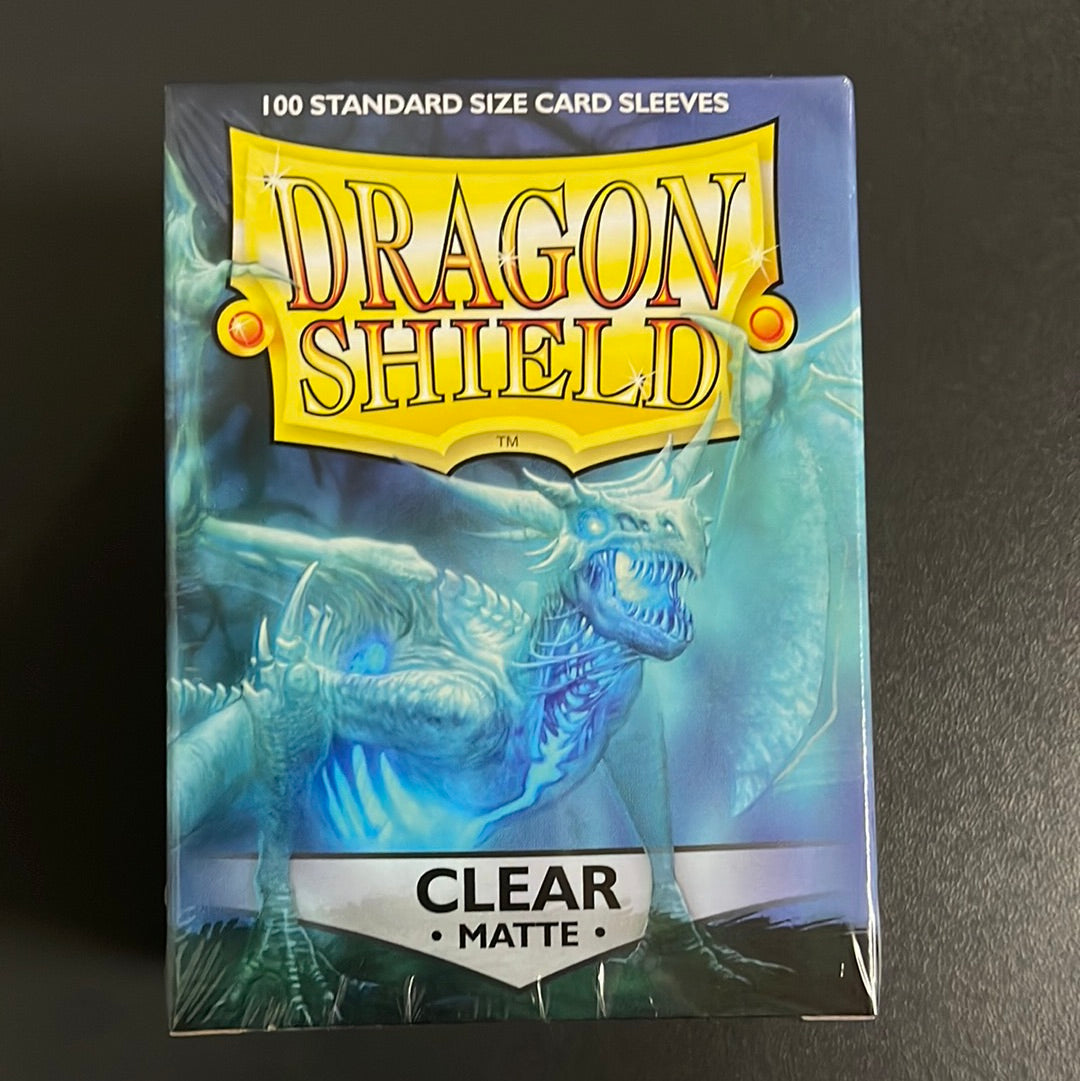 100 STANDARD SIZE CARD SLEEVES
DRAGON
SHIELD
TM
CLEAR
• MATTE •